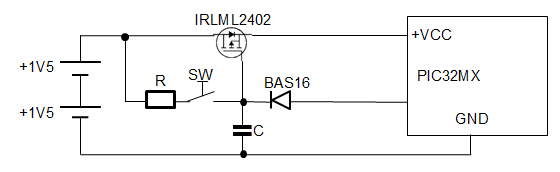 IRLML2402
+1V5
R
SW
BAS16
+VCC
PIC32MX
+1V5
C
GND